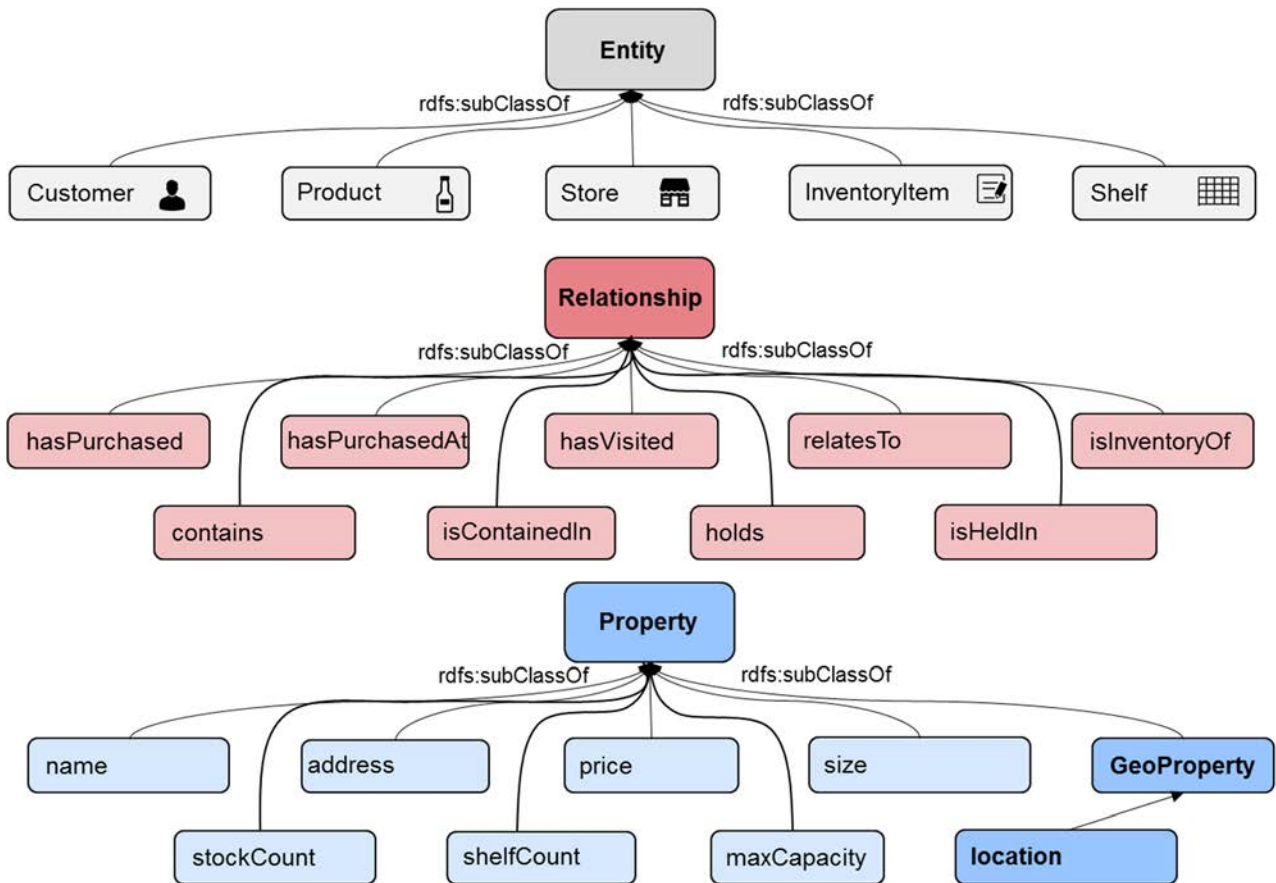 Entity
rdfs:subClassOf rdfs:subClassOf
Customer Product Store InventoryItem Shelf
Relationship
rdfs:subClassOf rdfs:subClassOf
hasPurchased hasPurchasedAt hasVisited relatesTo isInventoryOf
contains isContainedIn holds isHeldIn
Property
rdfs:subClassOf rdfs:subClassOf
name address price size GeoProperty
stockCount shelfCount maxCapacity location